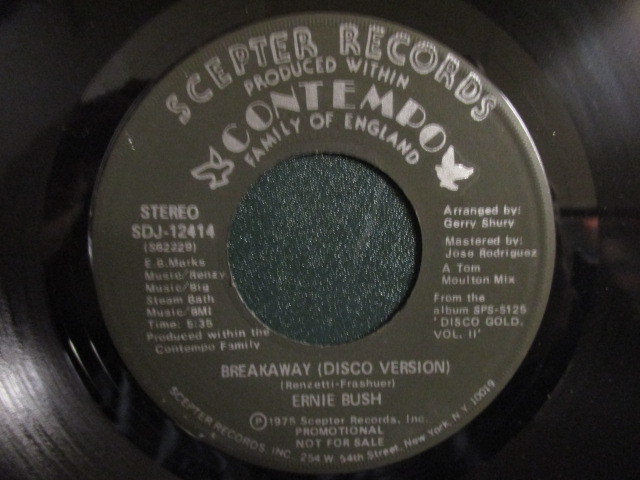 SCEPTER RECORDS
PRODUCED WITHIN
CONTEMPO
FAMILY OF ENGLAND
STEREO
SDJ-12414
(S62229)
E.B. Marks
Music/Renzy
Music/Big
Steam Bath
Music/BMI
Time: 5:35
Produced within the
Contempo Family
Arranged by:
Gerry Shury
Mastered by:
Jose Rodriguez
A Tom
Moulton Mix
From the
album SPS-5125
'DISCO GOLD,
VOL. II'
BREAKAWAY (DISCO VERSION)
(Renzetti-Frashuer)
ERNIE BUSH
Ⓟ 1975 Scepter Records, Inc.
PROMOTIONAL
NOT FOR SALE
SCEPTER RECORDS, INC., 254 W. 54th Street, New York, N.Y. 10019